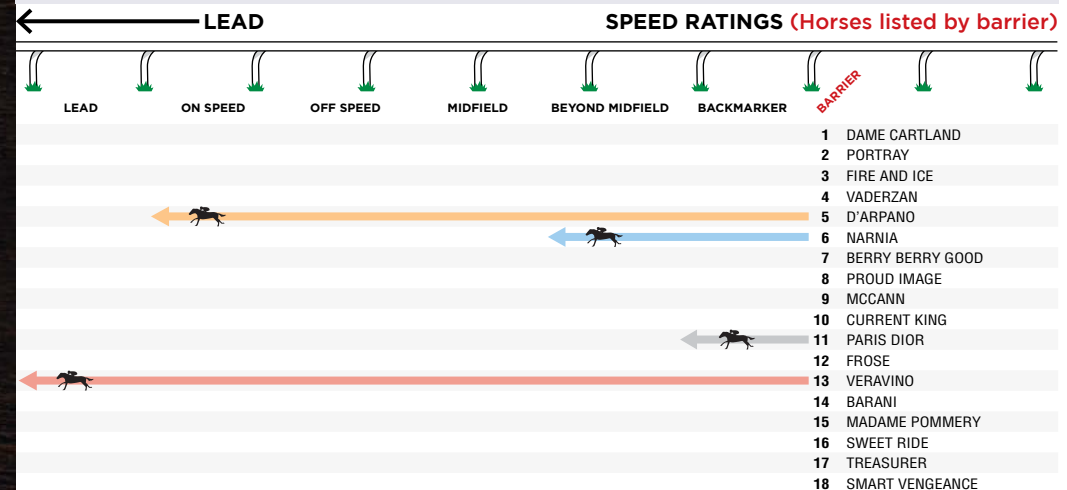 LEAD SPEED RATINGS (Horses listed by barrier)
LEAD ON SPEED OFF SPEED MIDFIELD BEYOND MIDFIELD BACKMARKER BARRIER
1 DAME CARTLAND
2 PORTRAY
3 FIRE AND ICE
4 VADERZAN
5 D'ARPANO
6 NARNIA
7 BERRY BERRY GOOD
8 PROUD IMAGE
9 MCCANN
10 CURRENT KING
11 PARIS DIOR
12 FROSE
13 VERAVINO
14 BARANI
15 MADAME POMMERY
16 SWEET RIDE
17 TREASURER
18 SMART VENGEANCE